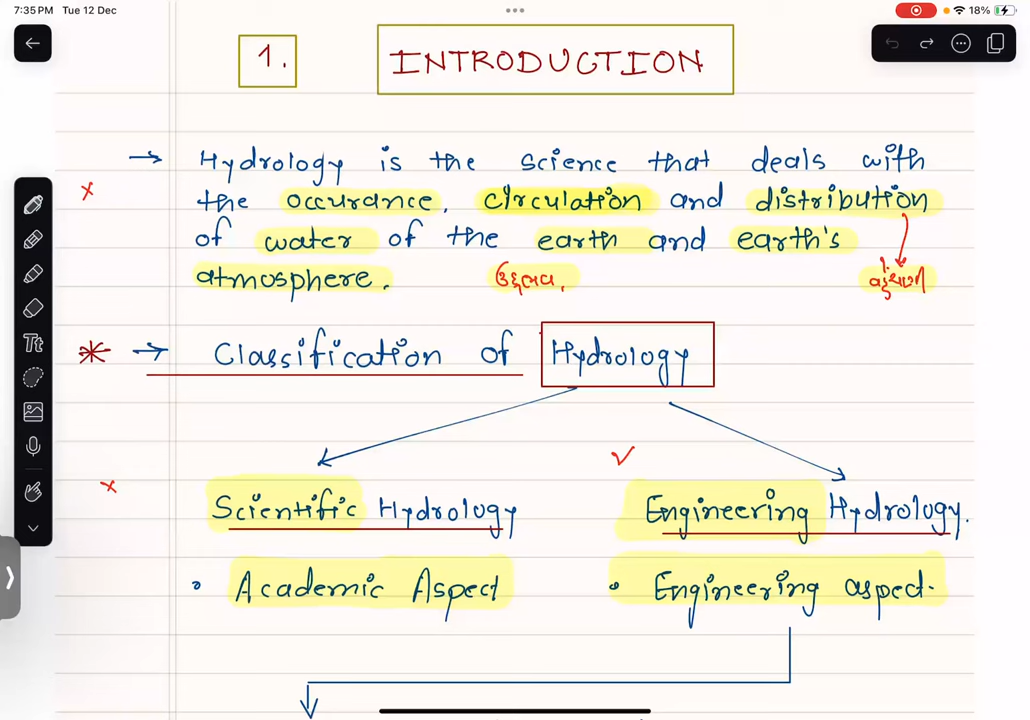 7:35 PM Tue 12 Dec
18%
1. INTRODUCTION
→ Hydrology is the science that deals with
the occurance, circulation and distribution
of water of the earth and earth's
atmosphere.
* → Classification of Hydrology
Scientific Hydrology Engineering Hydrology.
• Academic Aspect • Engineering aspect.
Tt